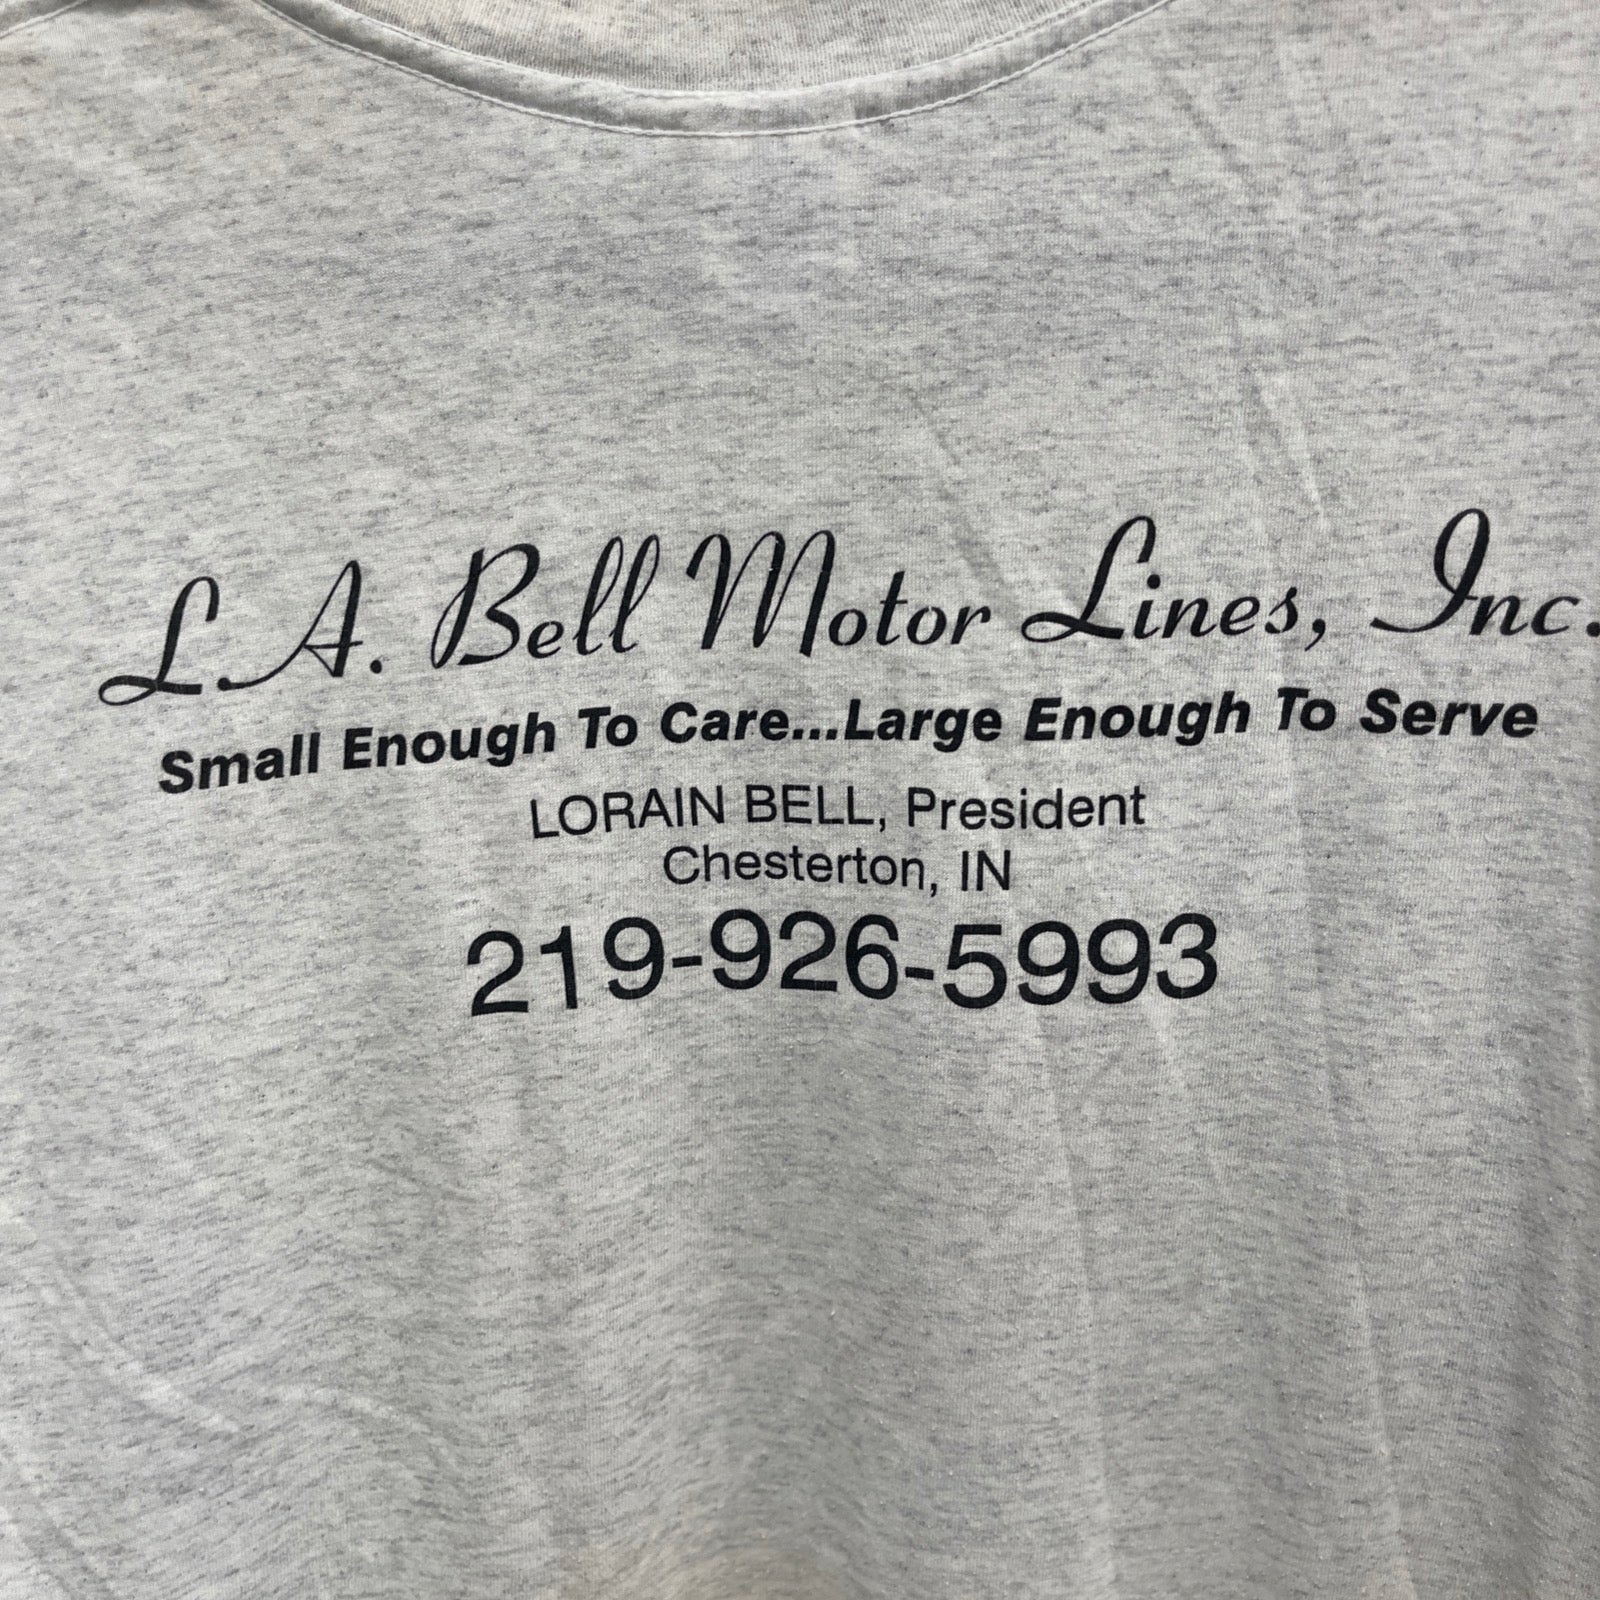 L.A. Bell Motor Lines, Inc.
Small Enough To Care...Large Enough To Serve
LORAIN BELL, President
Chesterton, IN
219-926-5993